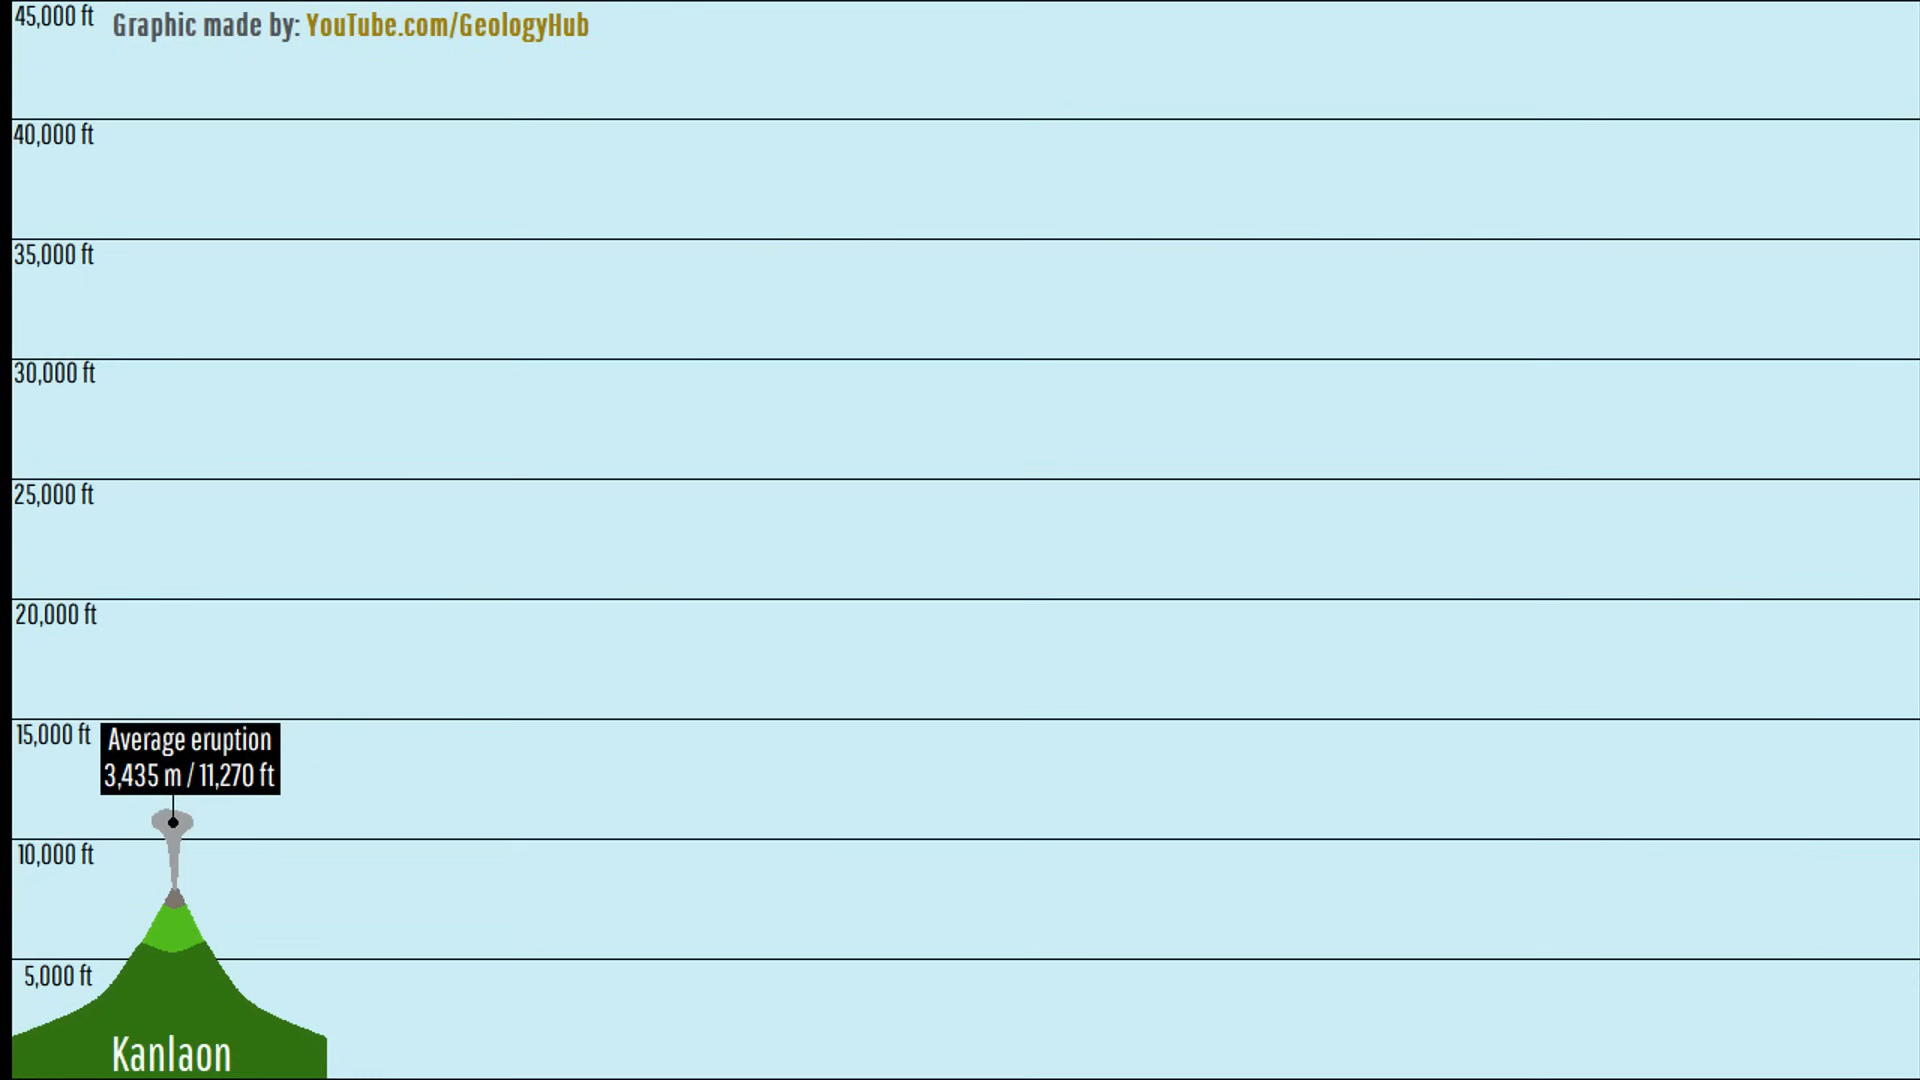 45,000 ft
Graphic made by: YouTube.com/GeologyHub
40,000 ft
35,000 ft
30,000 ft
25,000 ft
20,000 ft
15,000 ft
Average eruption
3,435 m / 11,270 ft
10,000 ft
5,000 ft
Kanlaon